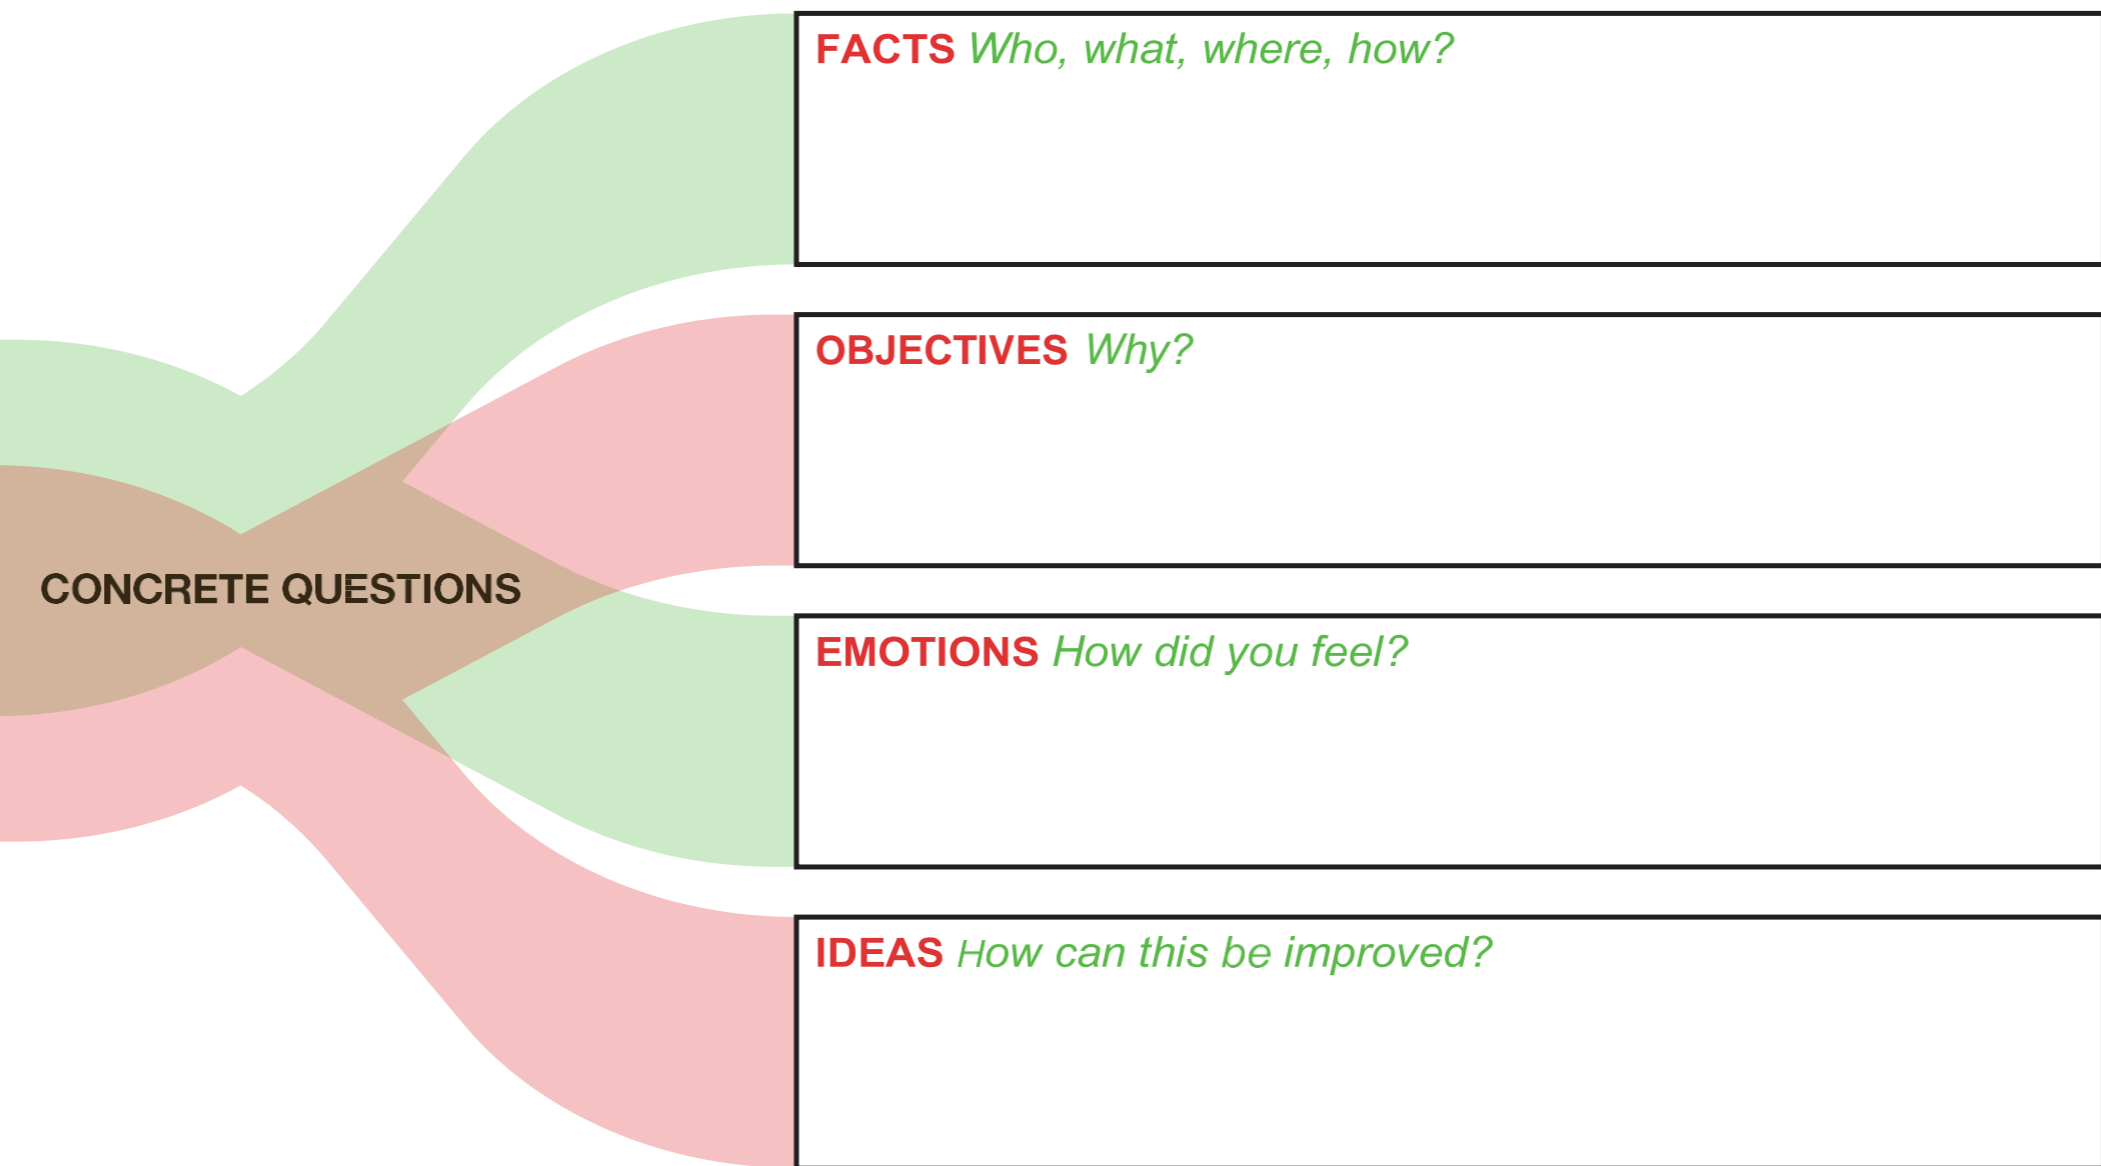 FACTS Who, what, where, how?
OBJECTIVES Why?
CONCRETE QUESTIONS
EMOTIONS How did you feel?
IDEAS How can this be improved?